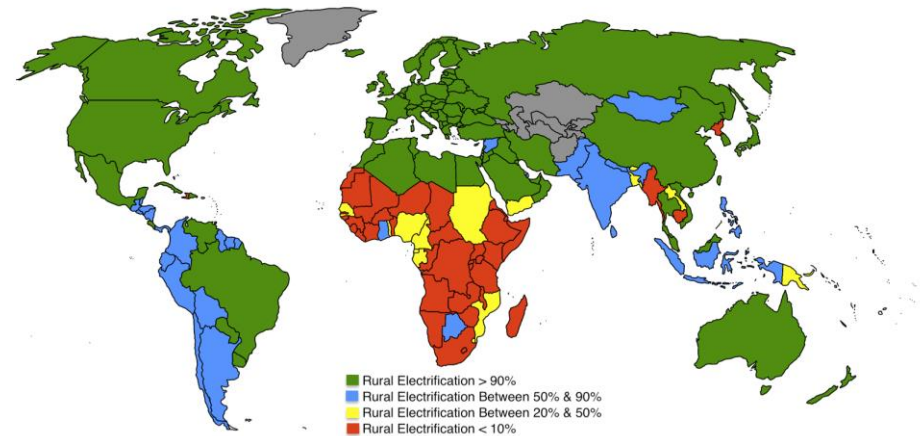 Rural Electrification > 90%
Rural Electrification Between 50% & 90%
Rural Electrification Between 20% & 50%
Rural Electrification < 10%